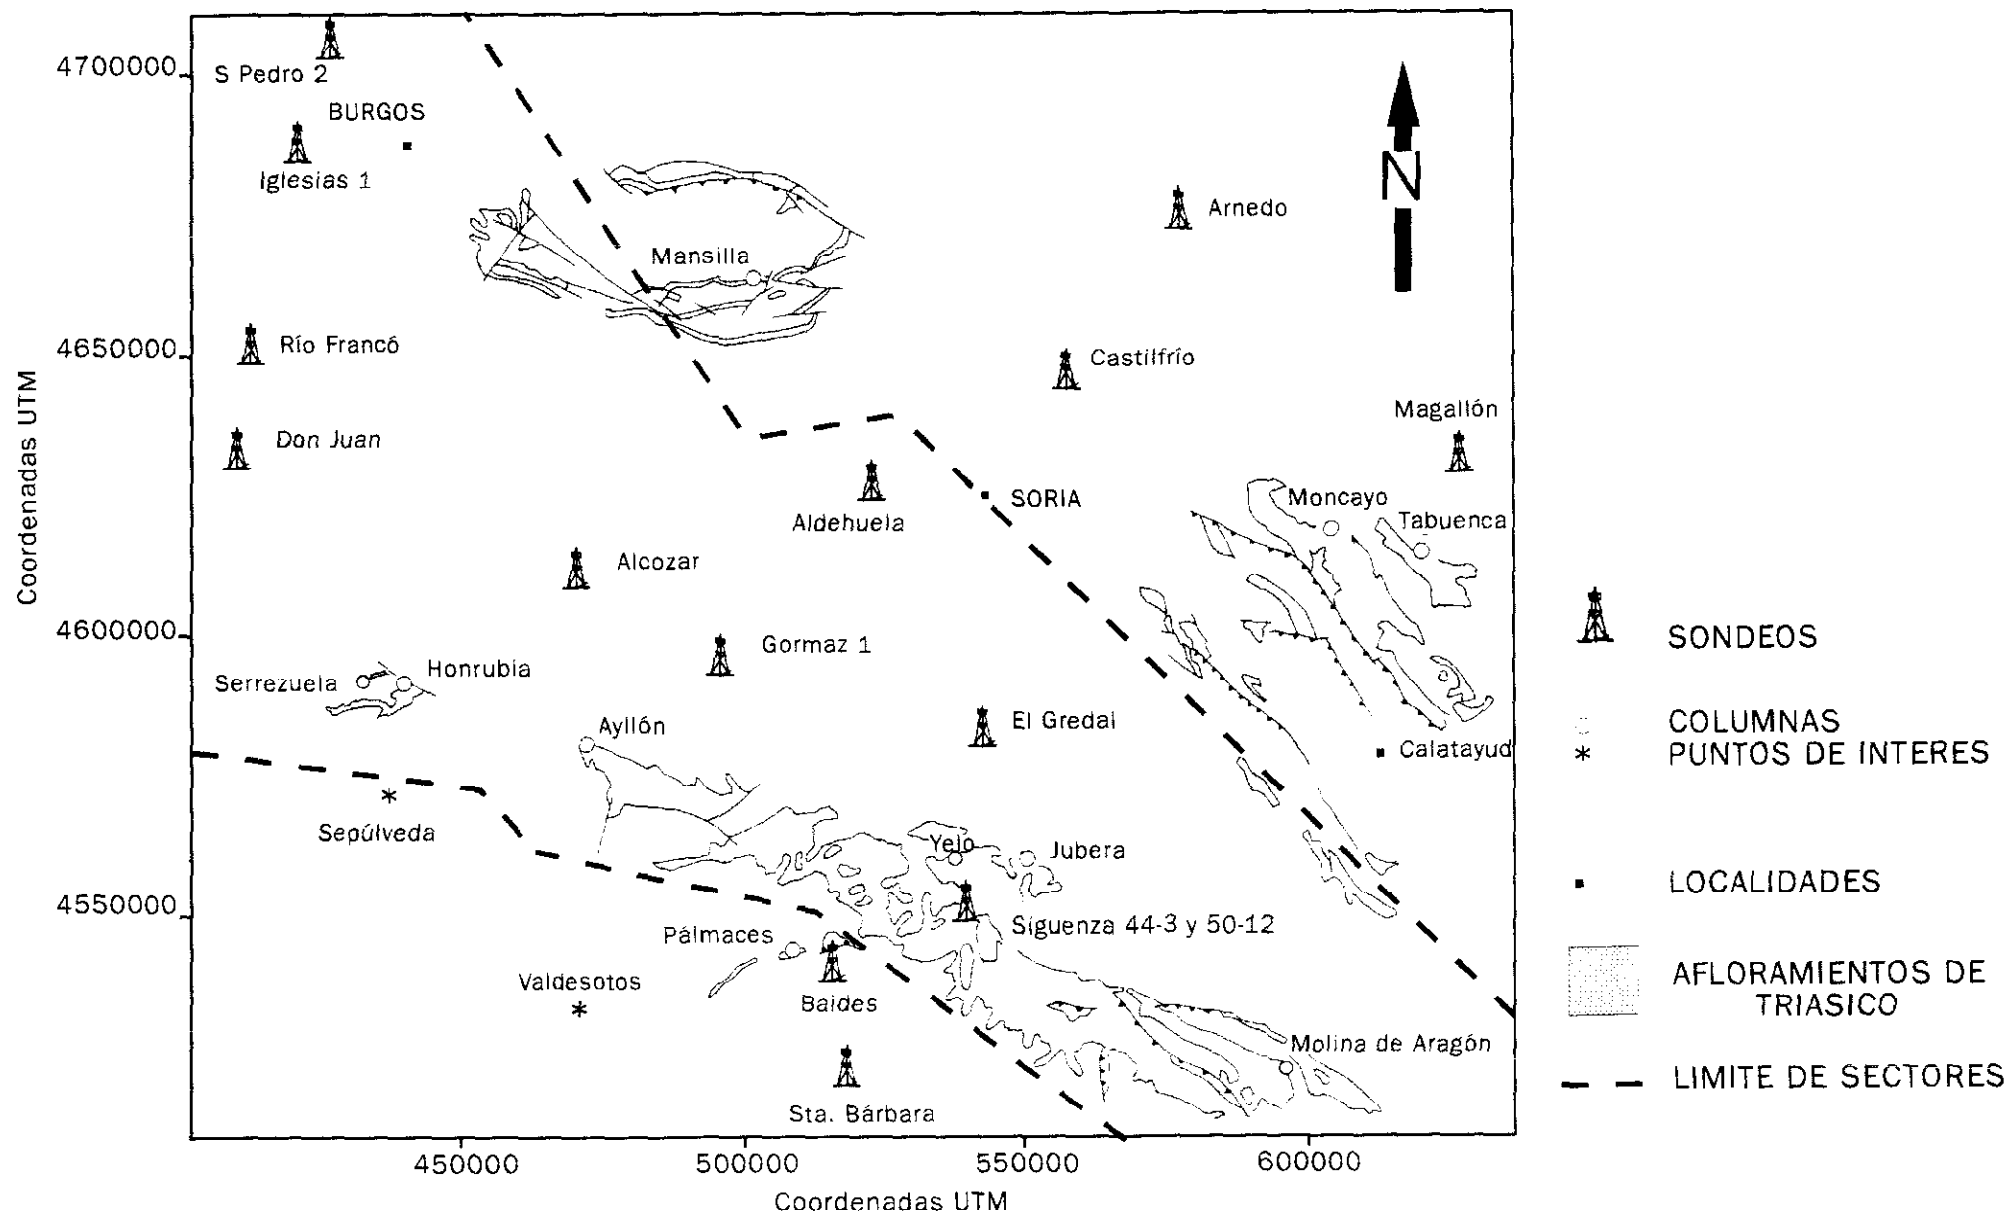 4700000
4650000
4600000
4550000
Coordenadas UTM
S Pedro 2
BURGOS
Iglesias 1
Mansilla
Arnedo
N
Río Francó
Castilfrío
Don Juan
Magallón
SORIA
Moncayo
Aldehuela
Tabuenca
Alcozar
Gormaz 1
Serrezuela
Honrubia
Ayllón
El Gredal
Calatayud
Sepúlveda
Yelo
Jubera
Pálmaces
Síguenza 44-3 y 50-12
Valdesotos
Baides
Molina de Aragón
Sta. Bárbara
450000
500000
550000
600000
Coordenadas UTM
SONDEOS
COLUMNAS
PUNTOS DE INTERES
LOCALIDADES
AFLORAMIENTOS DE
TRIASICO
LIMITE DE SECTORES